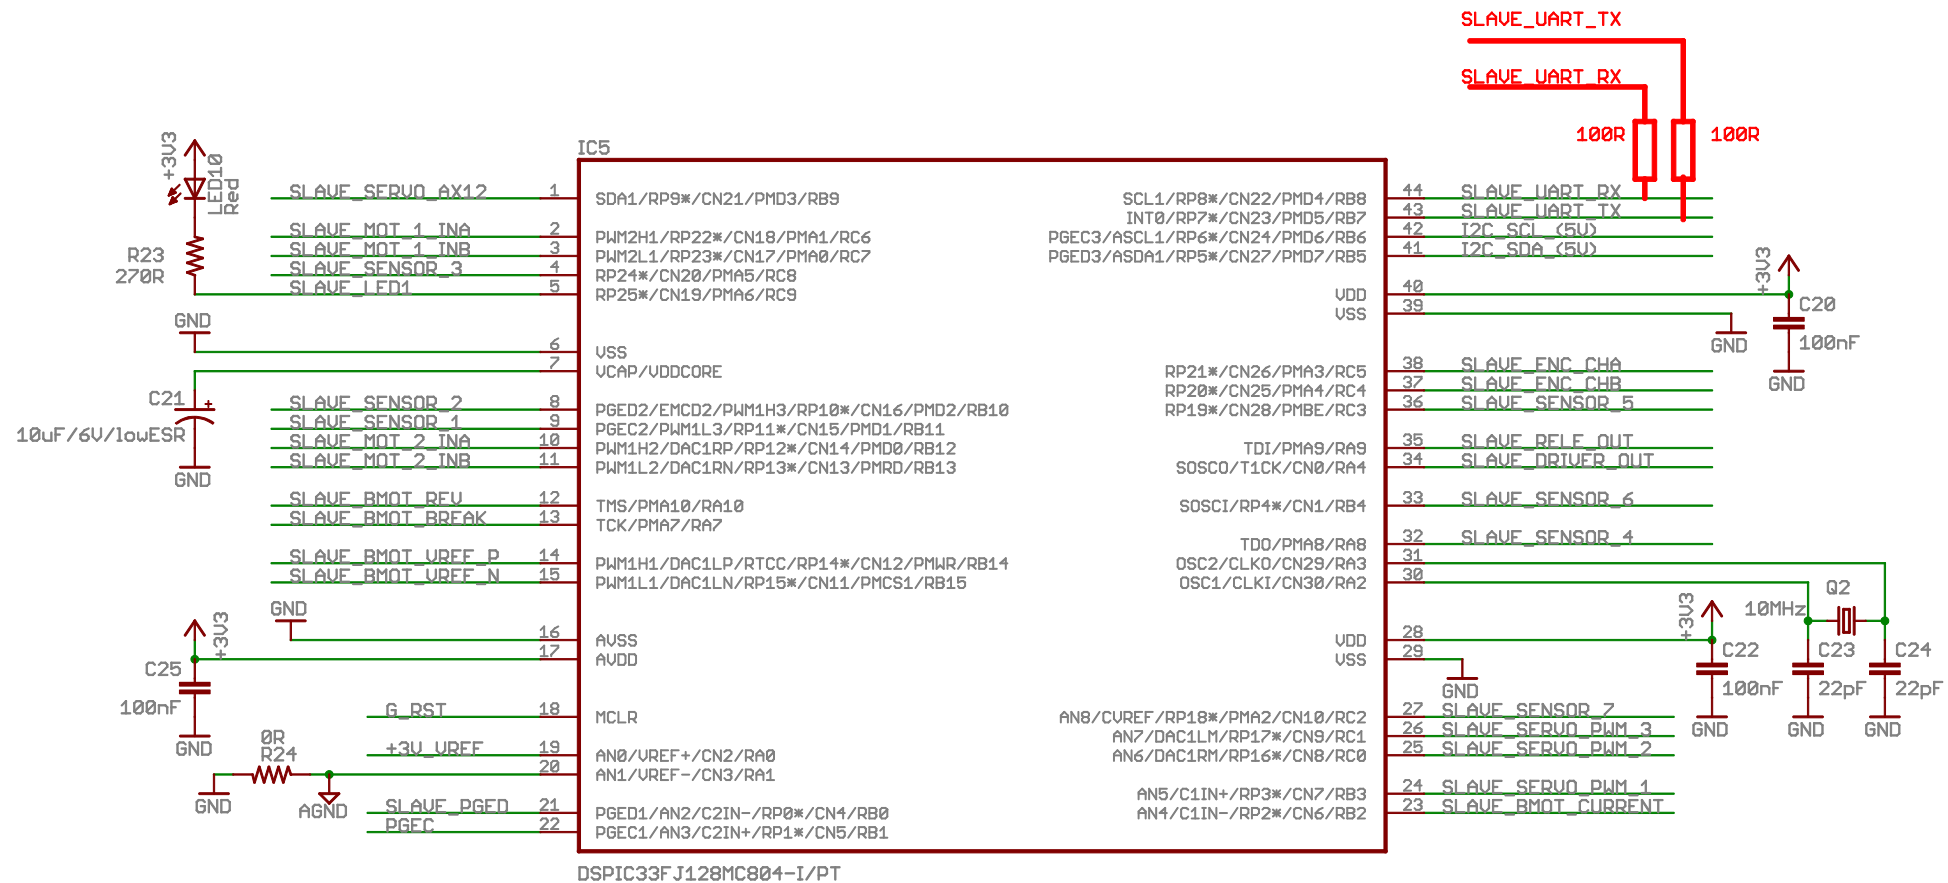 SLAVE_UART_TX
SLAVE_UART_RX
100R
100R
IC5
+3V3
LED10
Red
R23
270R
SLAVE_SERVO_AX12 1 SDA1/RP9*/CN21/PMD3/RB9
SLAVE_MOT_1_INA 2 PWM2H1/RP22*/CN18/PMA1/RC6
SLAVE_MOT_1_INB 3 PWM2L1/RP23*/CN17/PMA0/RC7
SLAVE_SENSOR_3 4 RP24*/CN20/PMA5/RC8
SLAVE_LED1 5 RP25*/CN19/PMA6/RC9
GND
6 VSS
7 VCAP/VDDCORE
C21
+
10uF/6V/lowESR
GND
SLAVE_SENSOR_2 8 PGED2/EMCD2/PWM1H3/RP10*/CN16/PMD2/RB10
SLAVE_SENSOR_1 9 PGEC2/PWM1L3/RP11*/CN15/PMD1/RB11
SLAVE_MOT_2_INA 10 PWM1H2/DAC1RP/RP12*/CN14/PMD0/RB12
SLAVE_MOT_2_INB 11 PWM1L2/DAC1RN/RP13*/CN13/PMRD/RB13
SLAVE_BMOT_REV 12 TMS/PMA10/RA10
SLAVE_BMOT_BREAK 13 TCK/PMA7/RA7
SLAVE_BMOT_VREF_P 14 PWM1H1/DAC1LP/RTCC/RP14*/CN12/PMWR/RB14
SLAVE_BMOT_VREF_N 15 PWM1L1/DAC1LN/RP15*/CN11/PMCS1/RB15
GND
16 AVSS
+3V3
17 AVDD
C25
100nF
GND
G_RST 18 MCLR
+3V_VREF 19 AN0/VREF+/CN2/RA0
0R
R24
20 AN1/VREF-/CN3/RA1
GND
AGND
SLAVE_PGED 21 PGED1/AN2/C2IN-/RP0*/CN4/RB0
PGEC 22 PGEC1/AN3/C2IN+/RP1*/CN5/RB1
DSPIC33FJ128MC804-I/PT
SCL1/RP8*/CN22/PMD4/RB8 44 SLAVE_UART_RX
INT0/RP7*/CN23/PMD5/RB7 43 SLAVE_UART_TX
PGEC3/ASCL1/RP6*/CN24/PMD6/RB6 42 I2C_SCL_(5V)
PGED3/ASDA1/RP5*/CN27/PMD7/RB5 41 I2C_SDA_(5V)
VDD 40
+3V3
VSS 39
GND
C20
100nF
GND
RP21*/CN26/PMA3/RC5 38 SLAVE_ENC_CHA
RP20*/CN25/PMA4/RC4 37 SLAVE_ENC_CHB
RP19*/CN28/PMBE/RC3 36 SLAVE_SENSOR_5
TDI/PMA9/RA9 35 SLAVE_RELE_OUT
SOSCO/T1CK/CN0/RA4 34 SLAVE_DRIVER_OUT
SOSCI/RP4*/CN1/RB4 33 SLAVE_SENSOR_6
TDO/PMA8/RA8 32 SLAVE_SENSOR_4
OSC2/CLKO/CN29/RA3 31
OSC1/CLKI/CN30/RA2 30
Q2
10MHz
+3V3
VDD 28
VSS 29
GND
C22
100nF
GND
C23
22pF
GND
C24
22pF
GND
AN8/CVREF/RP18*/PMA2/CN10/RC2 27 SLAVE_SENSOR_7
AN7/DAC1LM/RP17*/CN9/RC1 26 SLAVE_SERVO_PWM_3
AN6/DAC1RM/RP16*/CN8/RC0 25 SLAVE_SERVO_PWM_2
AN5/C1IN+/RP3*/CN7/RB3 24 SLAVE_SERVO_PWM_1
AN4/C1IN-/RP2*/CN6/RB2 23 SLAVE_BMOT_CURRENT